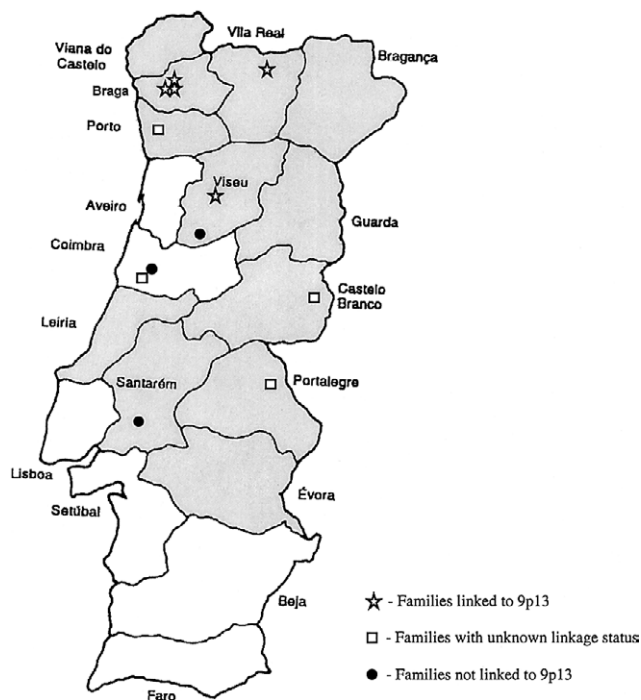 Vila Real
Viana do
Castelo
Bragança
Braga
Porto
Viseu
Aveiro
Guarda
Coimbra
Castelo
Branco
Leiria
Portalegre
Santarém
Lisboa
Évora
Setúbal
Beja
Faro
- Families linked to 9p13
- Families with unknown linkage status
- Families not linked to 9p13